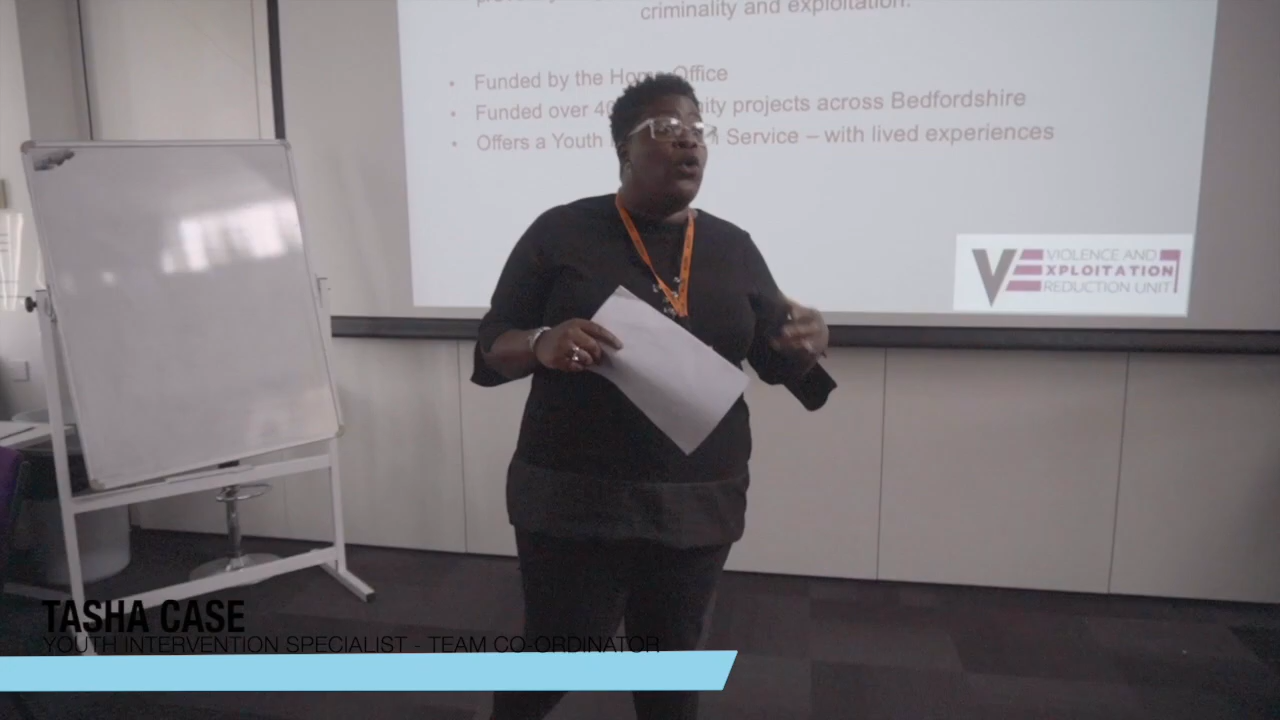 criminality and exploitation.
• Funded by the Home Office
• Funded over 40 projects across Bedfordshire
• Offers a Youth Service – with lived experiences
VIOLENCE AND
EXPLOITATION
REDUCTION UNIT
TASHA CASE
YOUTH INTERVENTION SPECIALIST - TEAM CO-ORDINATOR